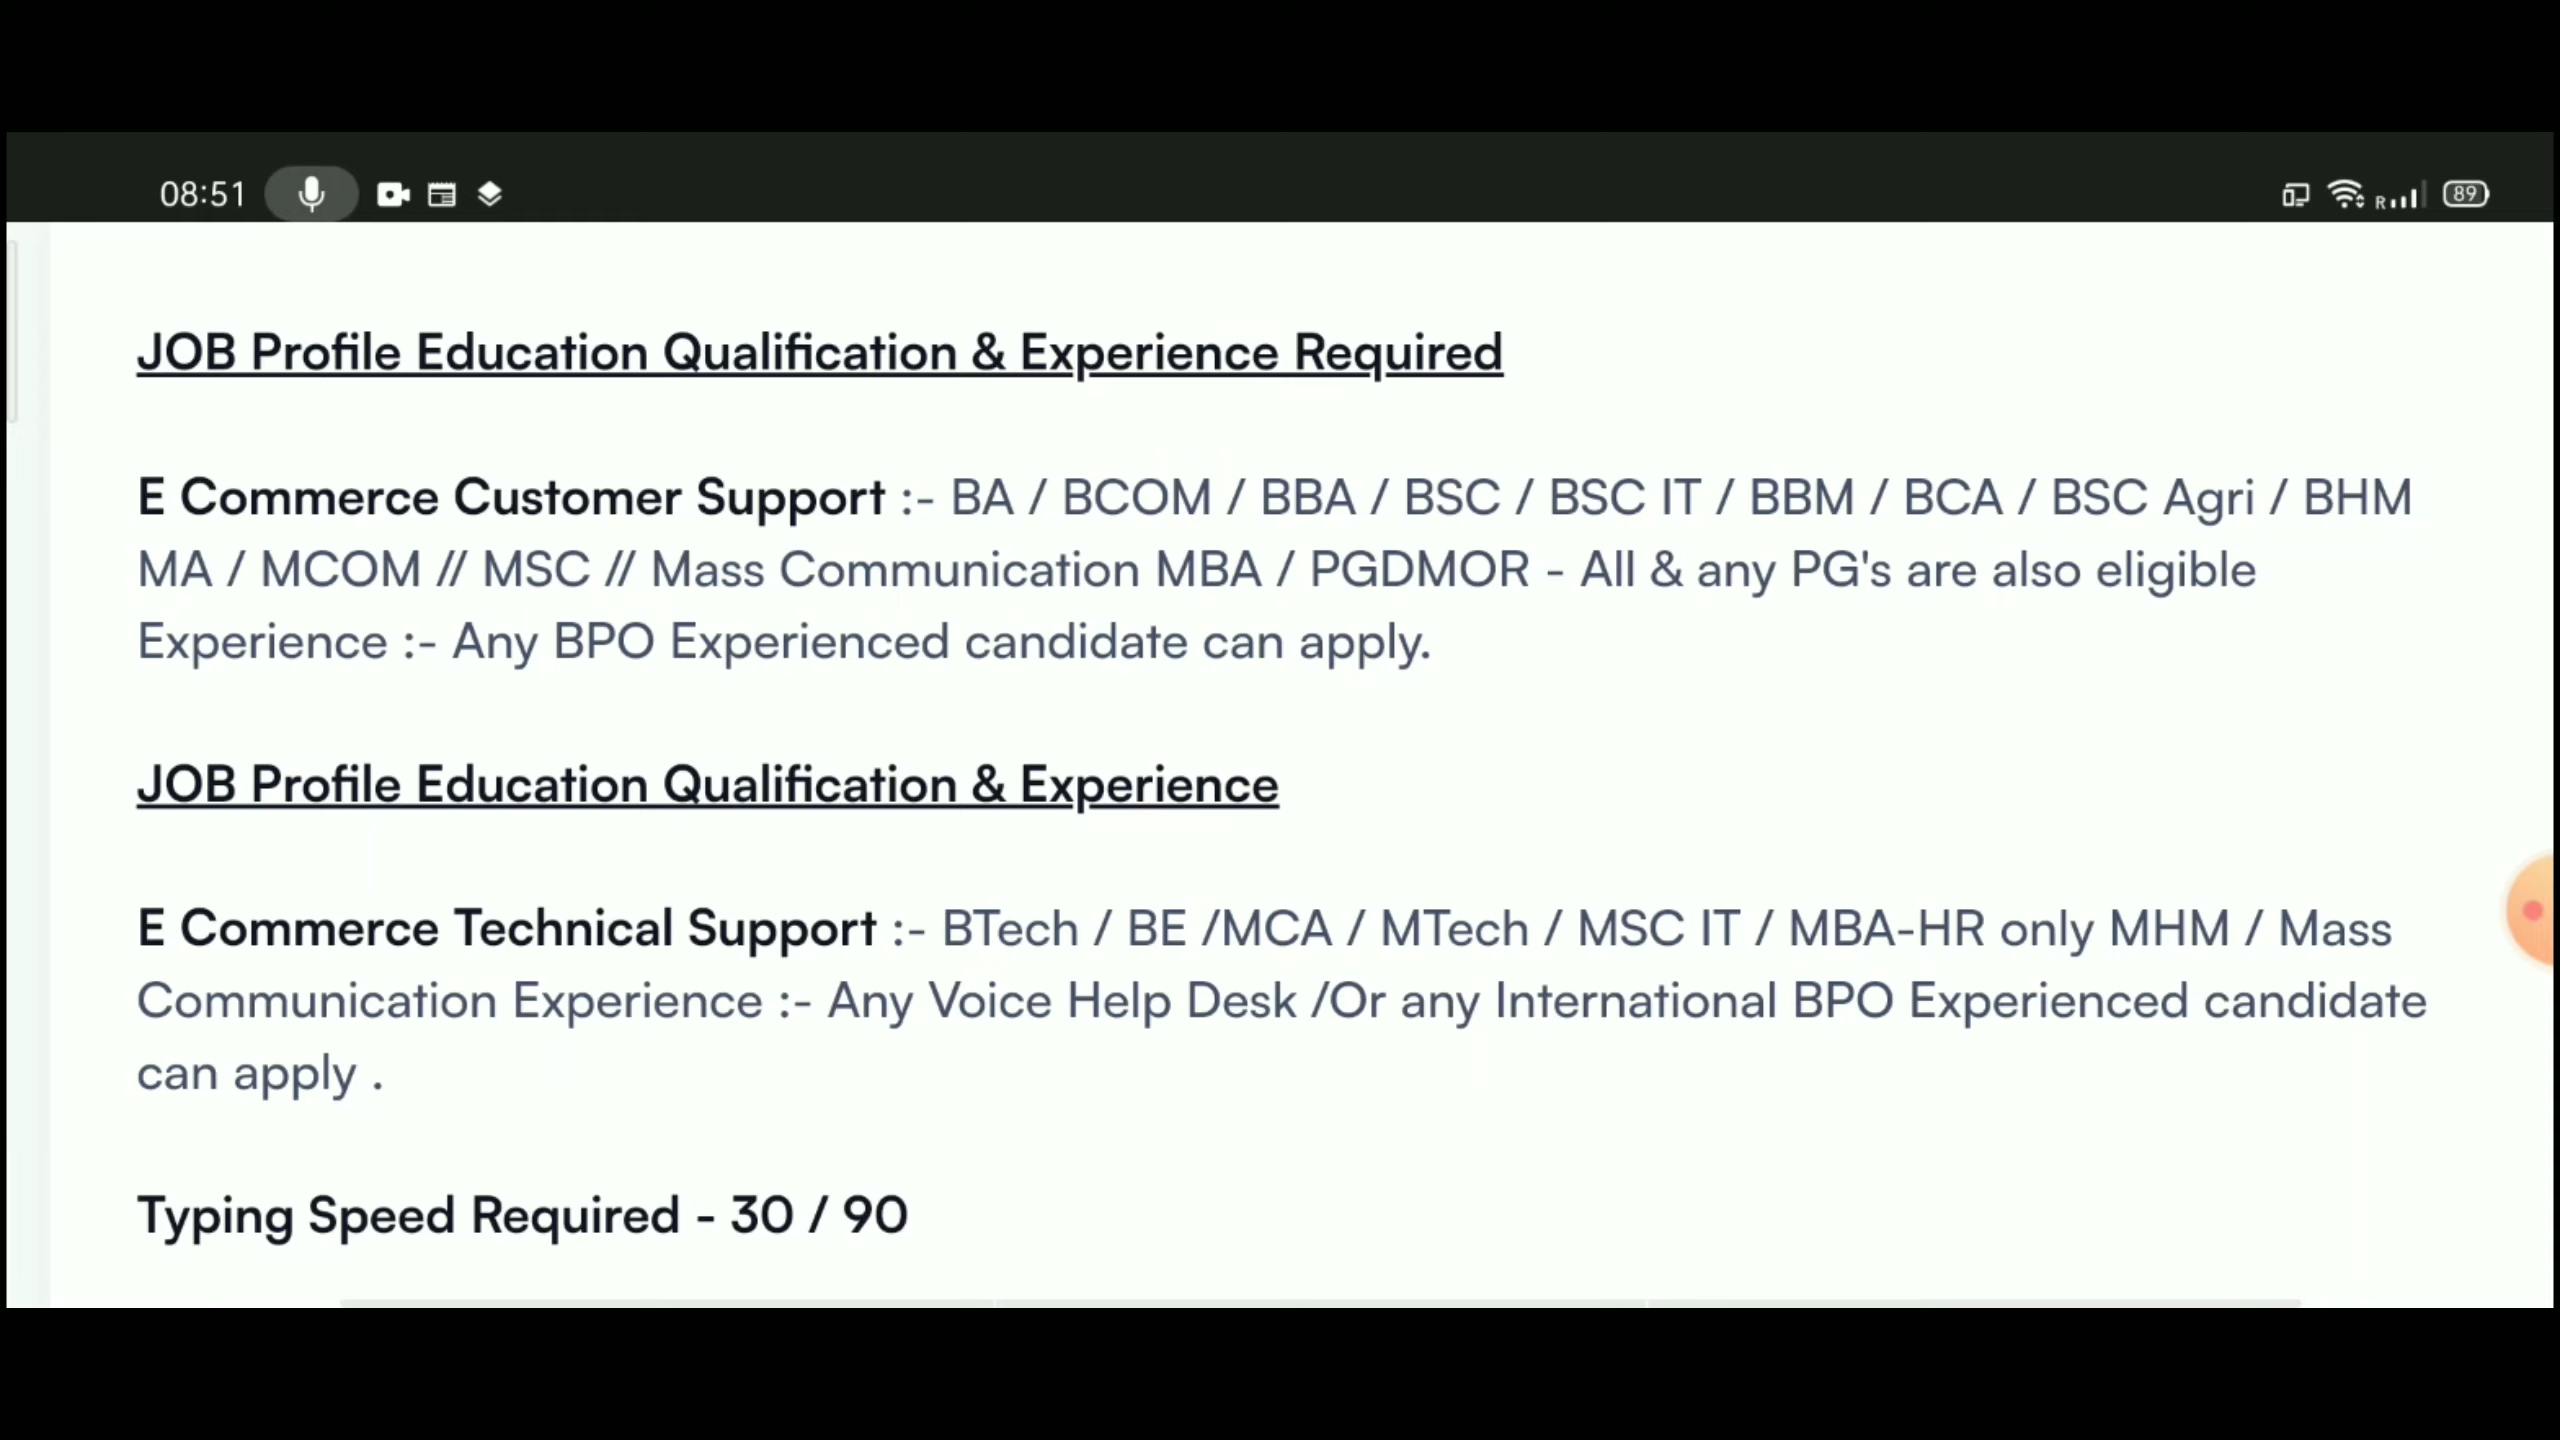 08:51
R
89
JOB Profile Education Qualification & Experience Required
E Commerce Customer Support :- BA / BCOM / BBA / BSC / BSC IT / BBM / BCA / BSC Agri / BHM
MA / MCOM // MSC // Mass Communication MBA / PGDMOR - All & any PG's are also eligible
Experience :- Any BPO Experienced candidate can apply.
JOB Profile Education Qualification & Experience
E Commerce Technical Support :- BTech / BE /MCA / MTech / MSC IT / MBA-HR only MHM / Mass
Communication Experience :- Any Voice Help Desk /Or any International BPO Experienced candidate
can apply .
Typing Speed Required - 30 / 90